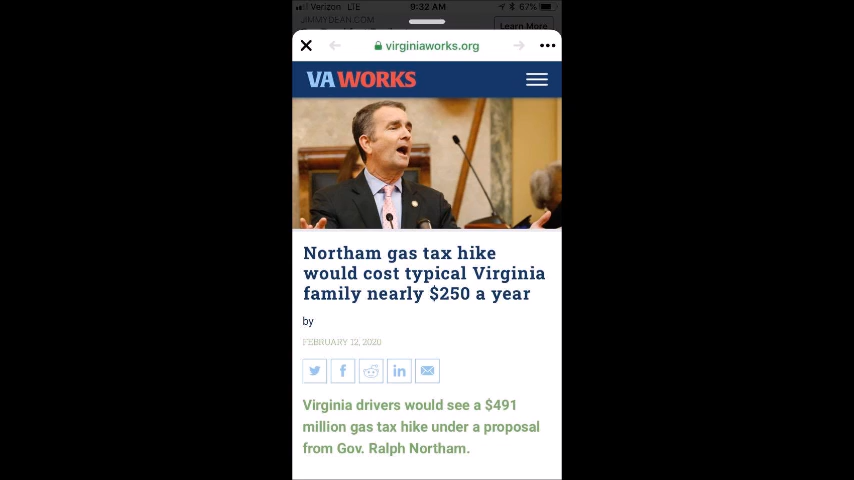 Verizon LTE 9:32 AM 67%
JIMMYDEAN.COM
Learn More
virginiaworks.org
VAWORKS
Northam gas tax hike
would cost typical Virginia
family nearly $250 a year
by
FEBRUARY 12, 2020
Virginia drivers would see a $491
million gas tax hike under a proposal
from Gov. Ralph Northam.